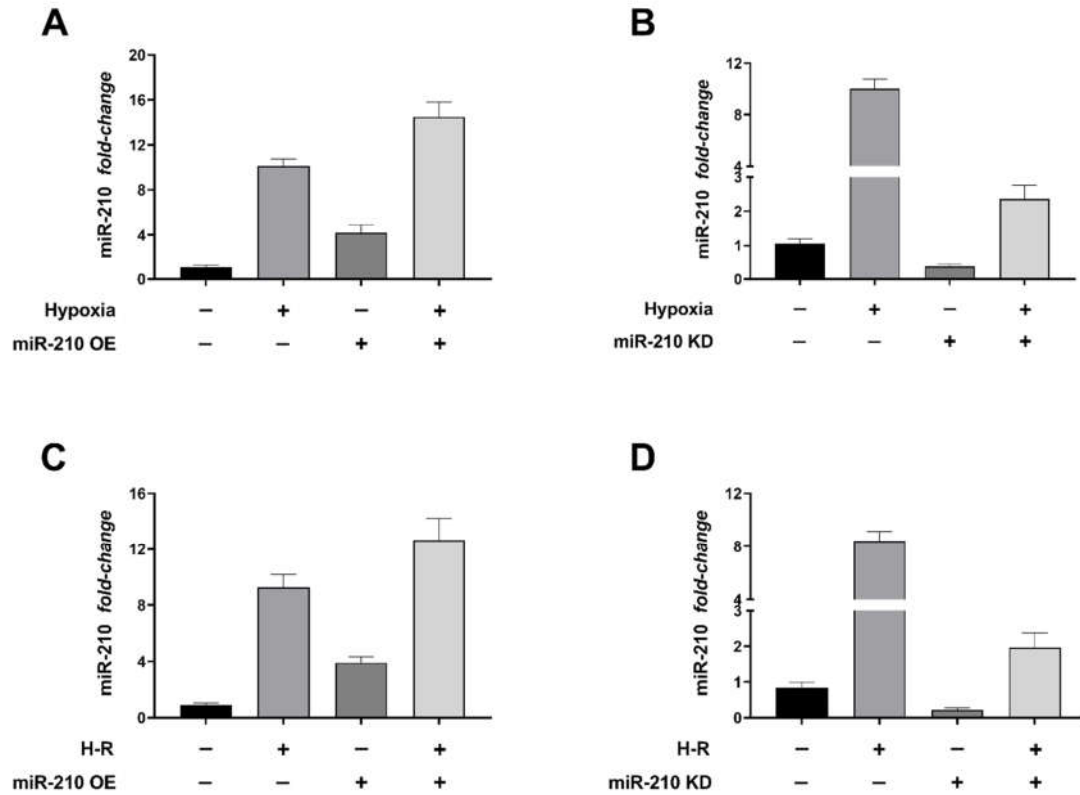 A
miR-210 fold-change
20
16
12
8
4
0
Hypoxia – + – +
miR-210 OE – – + +
B
miR-210 fold-change
12
8
4
3
2
1
0
Hypoxia – + – +
miR-210 KD – – + +
C
miR-210 fold-change
16
12
8
4
0
H-R – + – +
miR-210 OE – – + +
D
miR-210 fold-change
12
8
4
3
2
1
0
H-R – + – +
miR-210 KD – – + +